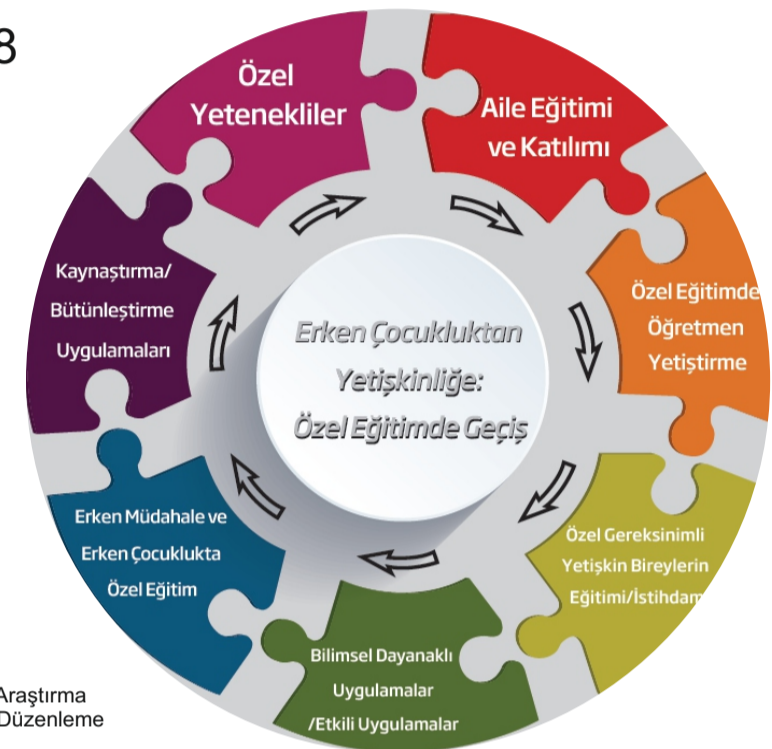 8
Özel
Yetenekliler
Aile Eğitimi
ve Katılımı
Özel Eğitimde
Öğretmen
Yetiştirme
Özel Gereksinimli
Yetişkin Bireylerin
Eğitimi/İstihdam
Bilimsel Dayanaklı
Uygulamalar
/Etkili Uygulamalar
Erken Müdahale ve
Erken Çocuklukta
Özel Eğitim
Kaynaştırma/
Bütünleştirme
Uygulamaları
Erken Çocukluktan
Yetişkinliğe:
Özel Eğitimde Geçiş
Araştırma
Düzenleme